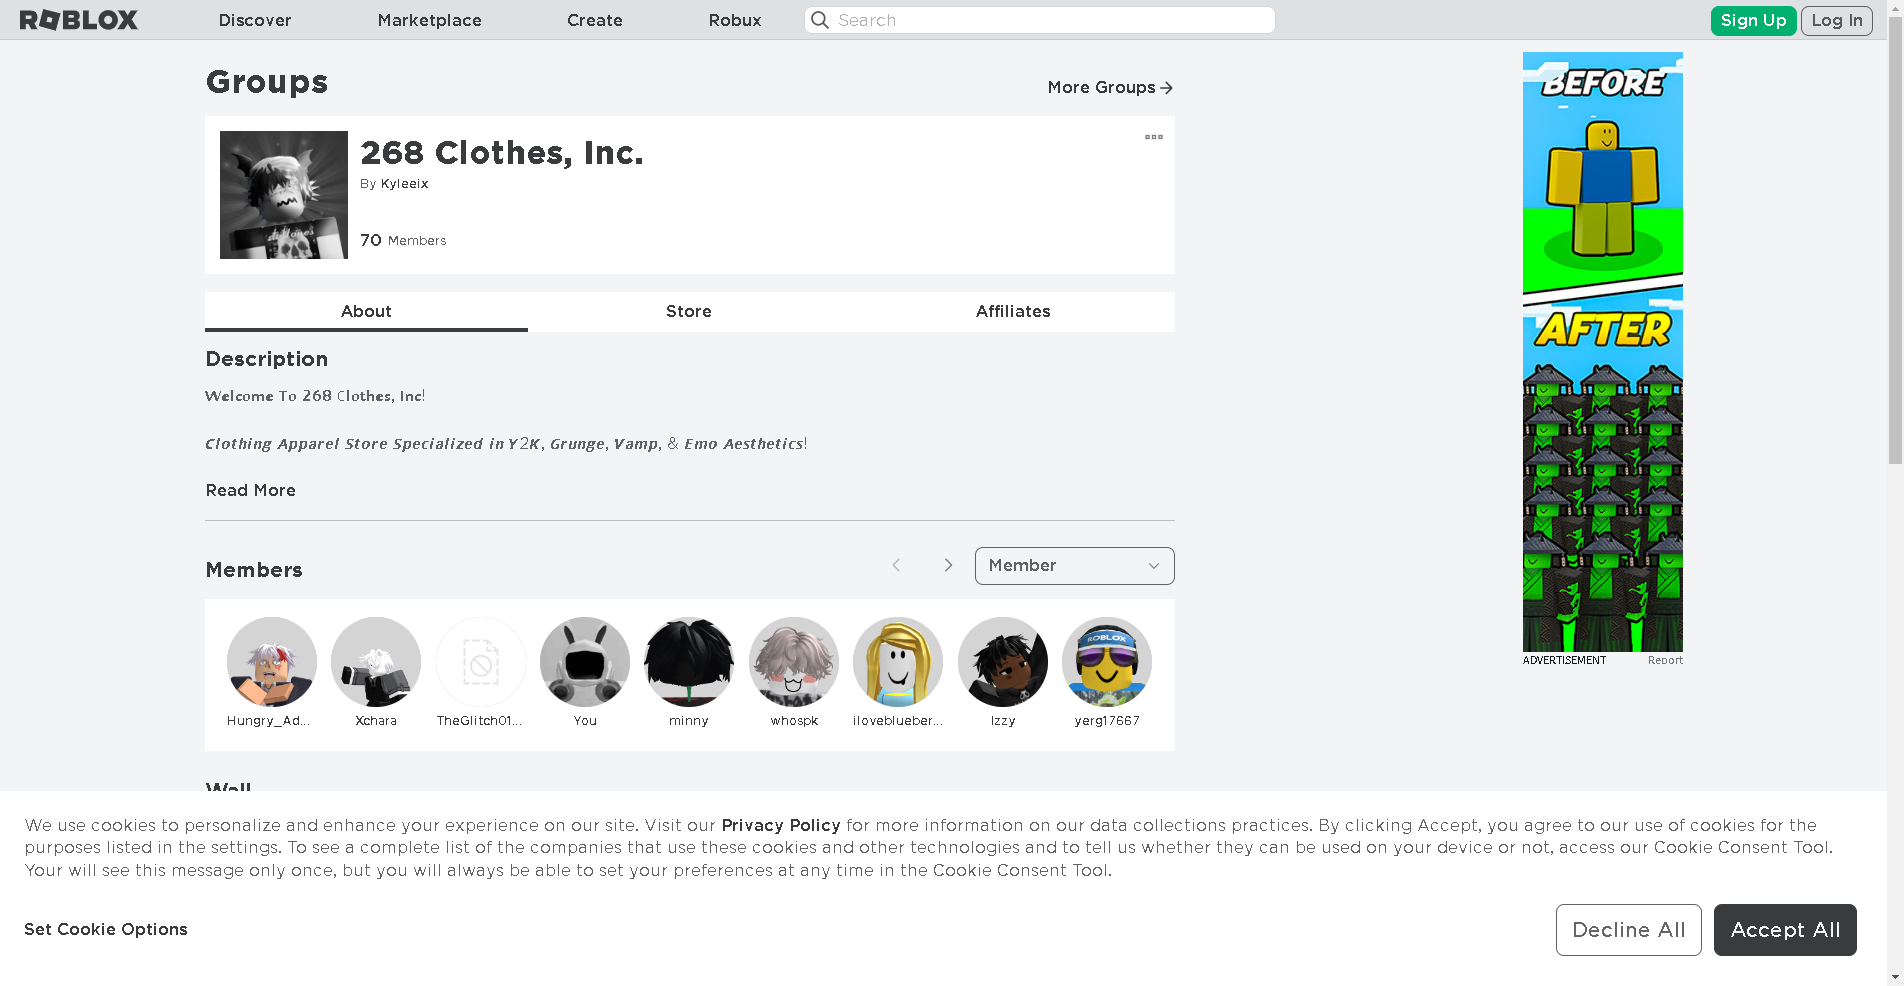 ROBLOX
Discover
Marketplace
Create
Robux
Search
Sign Up
Log In
Groups
More Groups
268 Clothes, Inc.
By Kyleeix
70 Members
About
Store
Affiliates
Description
Welcome To 268 Clothes, Inc!
Clothing Apparel Store Specialized in Y2K, Grunge, Vamp, & Emo Aesthetics!
Read More
Members
Member
ROBLOX
Hungry_Ad...
Xchara
TheGlitch01...
You
minny
whospk
iloveblueber...
Izzy
yerg17667
Wall
BEFORE
AFTER
ADVERTISEMENT
Report
We use cookies to personalize and enhance your experience on our site. Visit our Privacy Policy for more information on our data collections practices. By clicking Accept, you agree to our use of cookies for the
purposes listed in the settings. To see a complete list of the companies that use these cookies and other technologies and to tell us whether they can be used on your device or not, access our Cookie Consent Tool.
Your will see this message only once, but you will always be able to set your preferences at any time in the Cookie Consent Tool.
Set Cookie Options
Decline All
Accept All